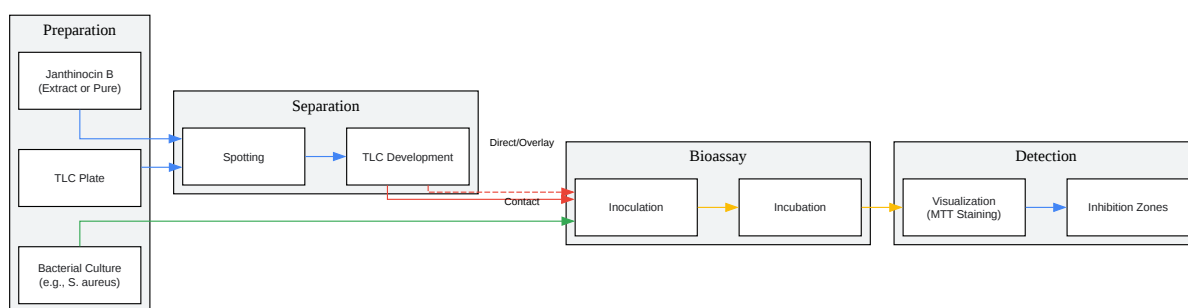 Preparation
Janthinocin B
(Extract or Pure)
TLC Plate
Bacterial Culture
(e.g., S. aureus)
Separation
Spotting
TLC Development
Direct/Overlay
Contact
Bioassay
Inoculation
Incubation
Detection
Visualization
(MTT Staining)
Inhibition Zones